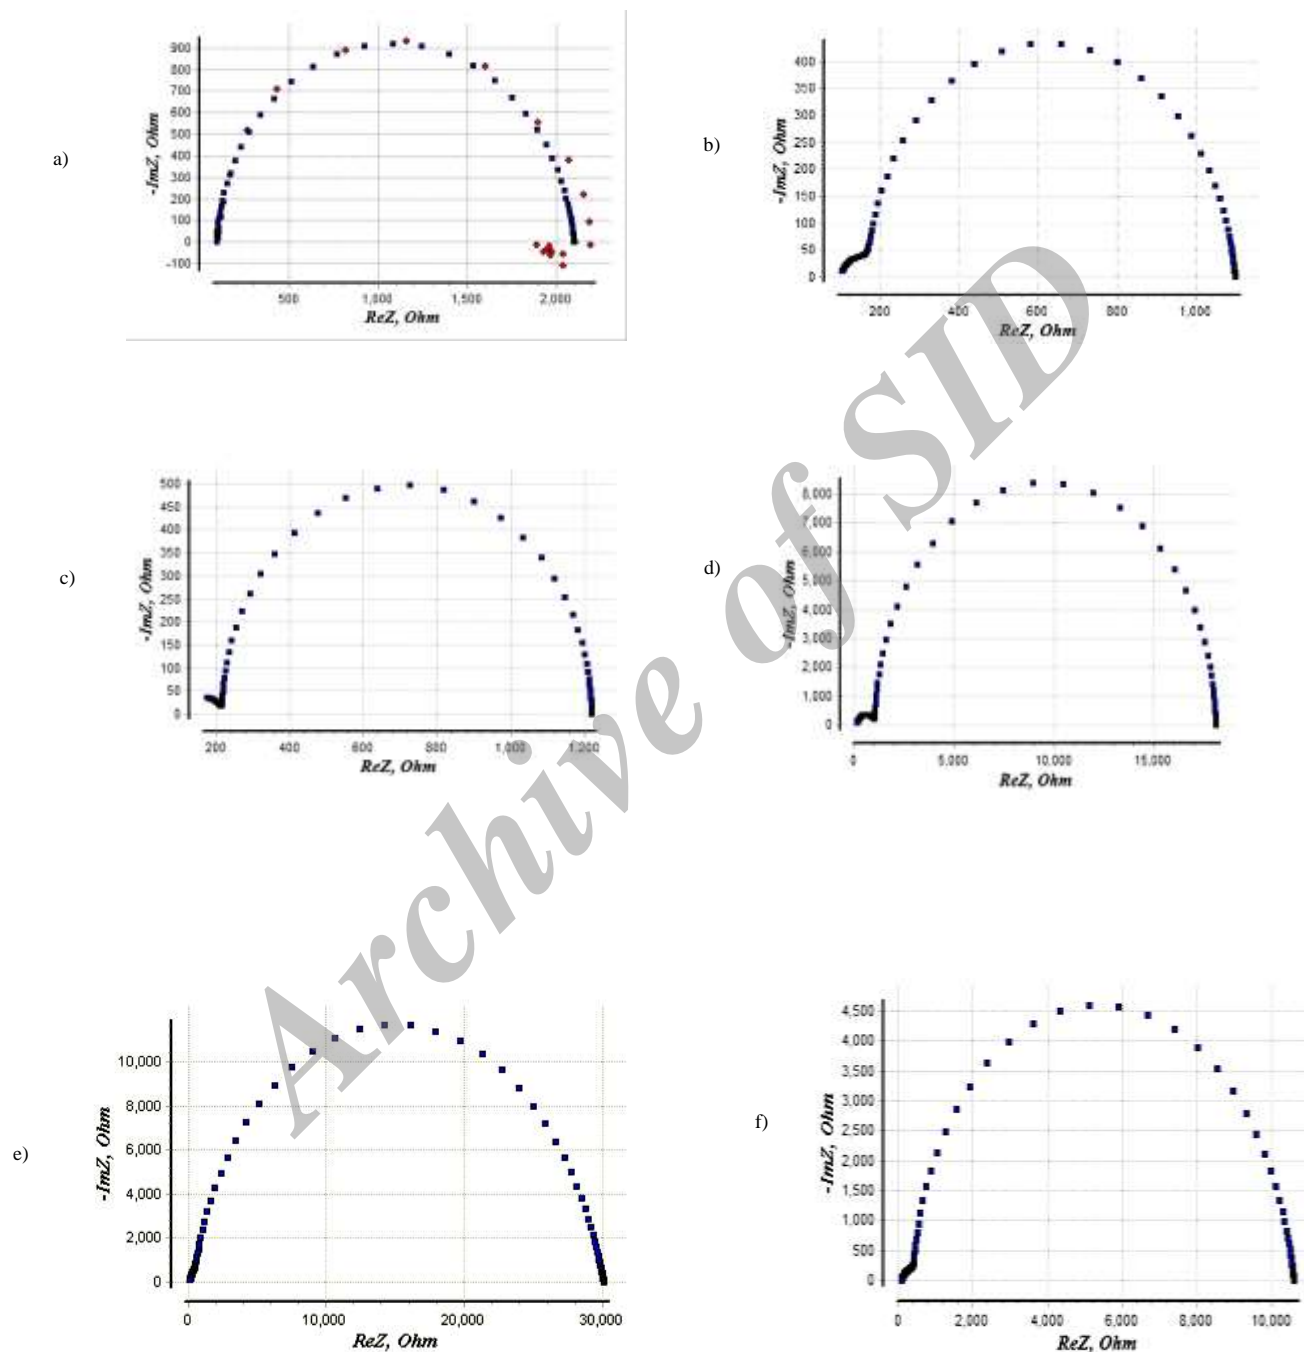 a)
900
800
700
600
500
400
300
200
100
0
-100
-ImZ, Ohm
500 1,000 1,500 2,000
ReZ, Ohm
b)
400
350
300
250
200
150
100
50
0
-ImZ, Ohm
200 400 600 800 1,000
ReZ, Ohm
c)
500
450
400
350
300
250
200
150
100
50
0
-ImZ, Ohm
200 400 600 800 1,000 1,200
ReZ, Ohm
d)
8,000
7,000
6,000
5,000
4,000
3,000
2,000
1,000
0
-ImZ, Ohm
0 5,000 10,000 15,000
ReZ, Ohm
Archive of SID
e)
10,000
8,000
6,000
4,000
2,000
0
-ImZ, Ohm
0 10,000 20,000 30,000
ReZ, Ohm
f)
4,500
4,000
3,500
3,000
2,500
2,000
1,500
1,000
500
0
-ImZ, Ohm
0 2,000 4,000 6,000 8,000 10,000
ReZ, Ohm